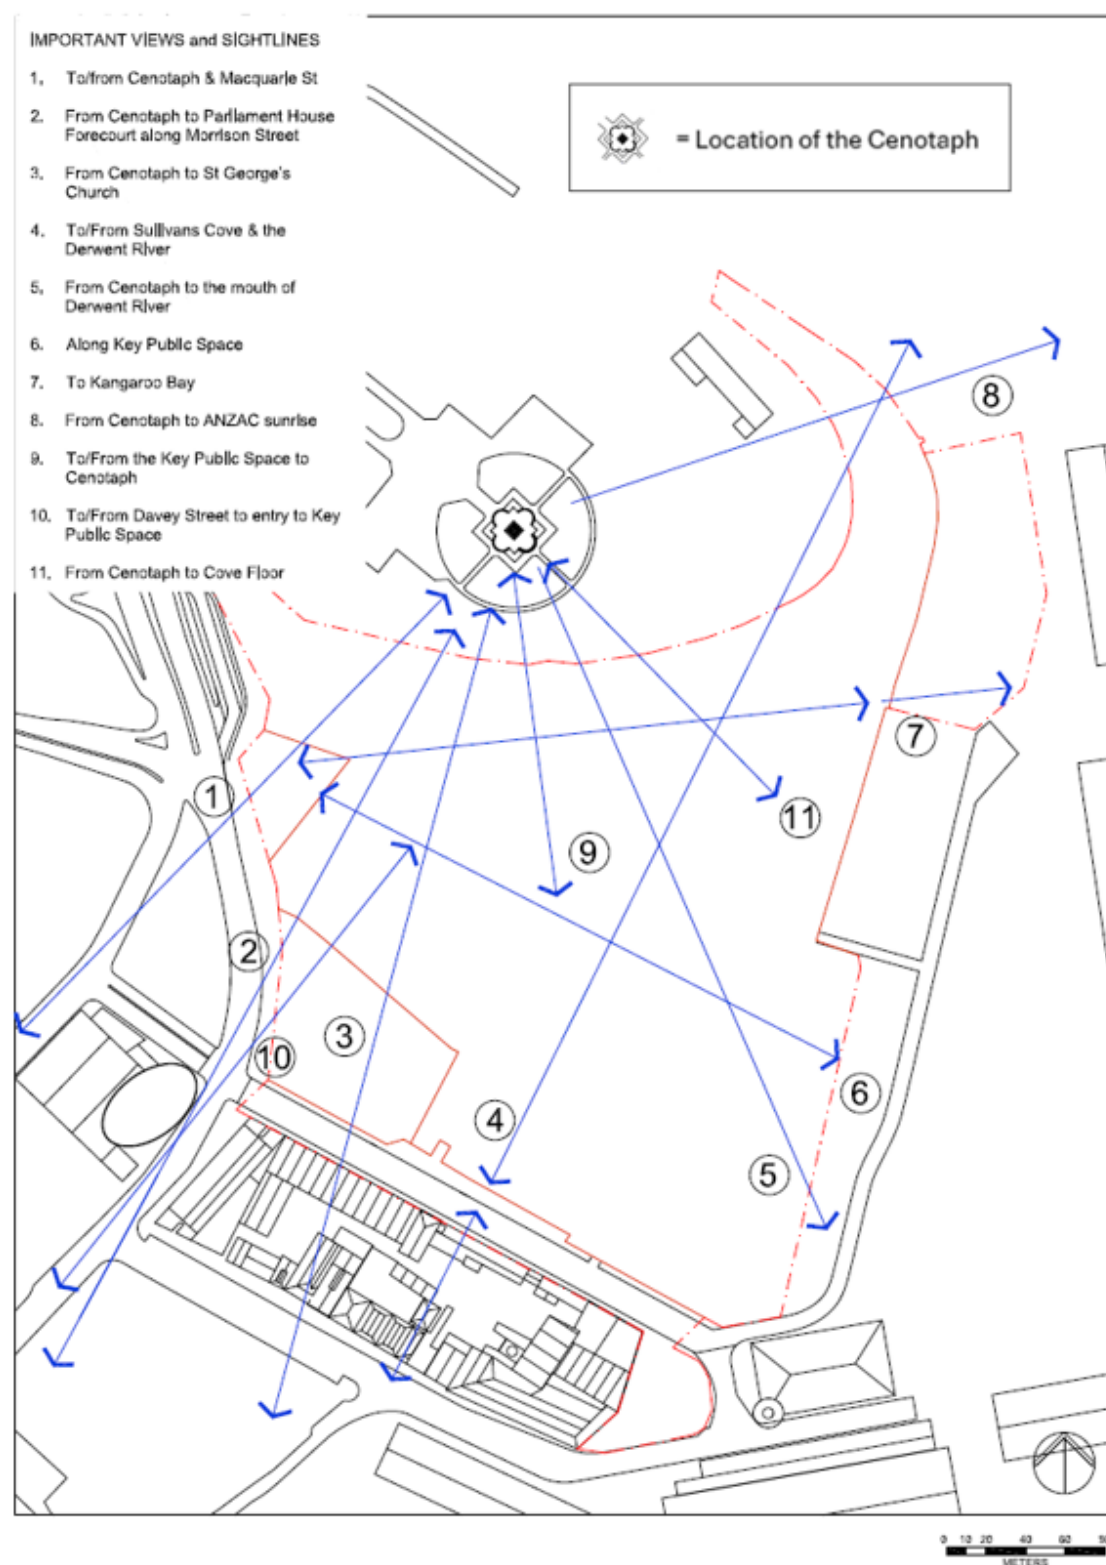 IMPORTANT VIEWS and SIGHTLINES
1. To/from Cenotaph & Macquarie St
2. From Cenotaph to Parliament House
Forecourt along Morrison Street
3. From Cenotaph to St George's
Church
4. To/From Sullivans Cove & the
Derwent River
5. From Cenotaph to the mouth of
Derwent River
6. Along Key Public Space
7. To Kangaroo Bay
8. From Cenotaph to ANZAC sunrise
9. To/From the Key Public Space to
Cenotaph
10. To/From Davey Street to entry to Key
Public Space
11. From Cenotaph to Cove Floor
= Location of the Cenotaph
8
7
1
11
9
2
3
10
6
4
5
0 10 20 40 60
METERS